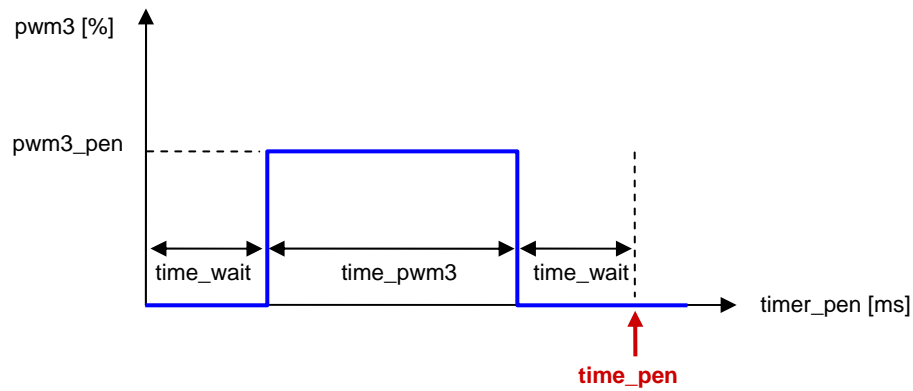 pwm3 [%]
pwm3_pen
time_wait
time_pwm3
time_wait
timer_pen [ms]
time_pen